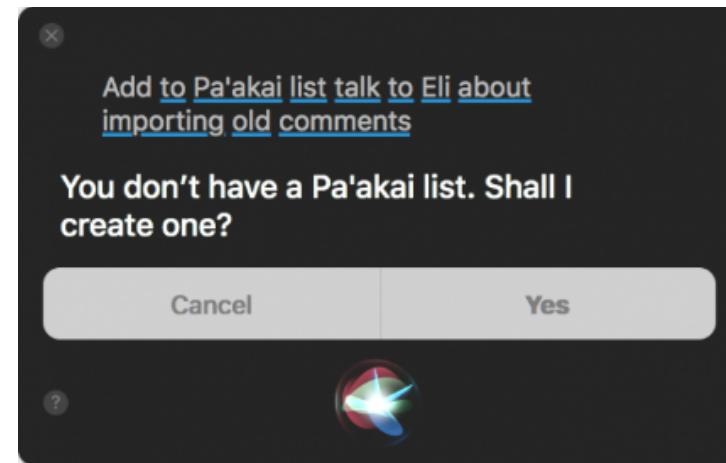 Add to Pa'akai list talk to Eli about
importing old comments
You don’t have a Pa'akai list. Shall I
create one?
Cancel Yes
?